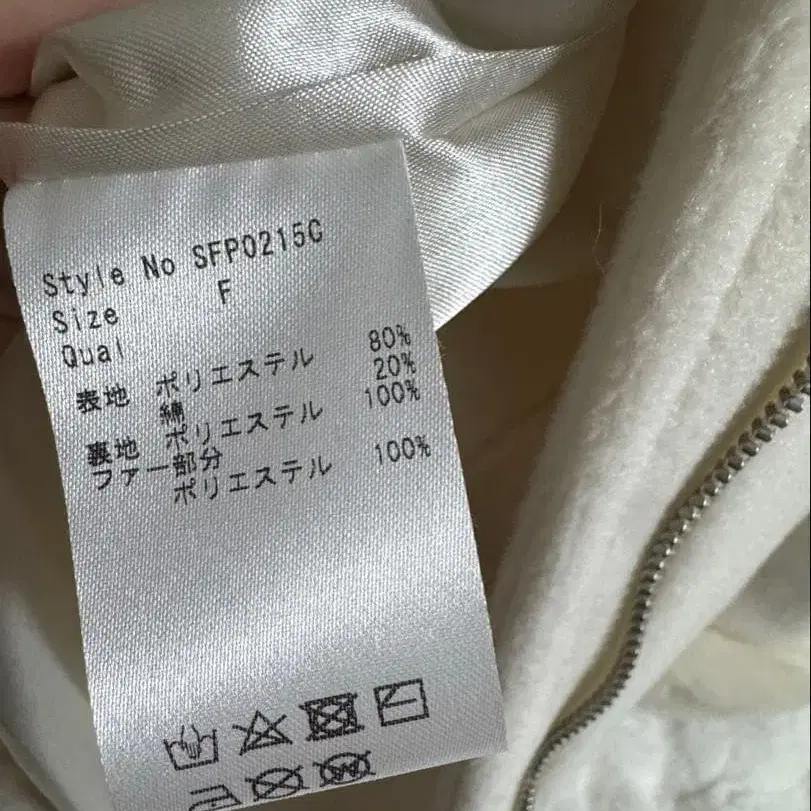 Style No SFP0215C
Size F
Qual
表地 ポリエステル 80%
綿 20%
裏地 ポリエステル 100%
ファー部分
ポリエステル 100%